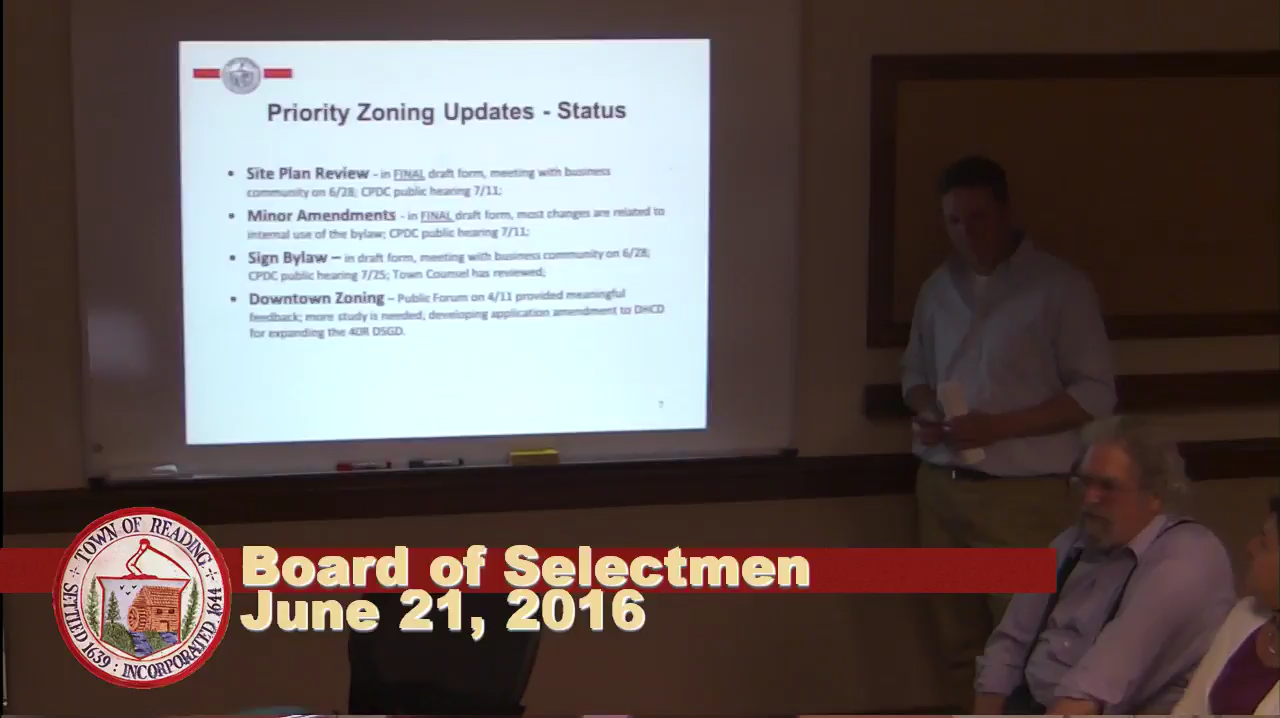 Priority Zoning Updates - Status
• Site Plan Review - in FINAL draft form, meeting with business
community on 6/28; CPDC public hearing 7/11;
• Minor Amendments - in FINAL draft form, most changes are related to
internal use of the bylaw; CPDC public hearing 7/11;
• Sign Bylaw – in draft form, meeting with business community on 6/28;
CPDC public hearing 7/25; Town Counsel has reviewed;
• Downtown Zoning – Public Forum on 4/11 provided meaningful
feedback; more study is needed, developing application amendment to DHCD
for expanding the 40R DSGD.
TOWN OF READING
SETTLED 1639 : INCORPORATED 1644
Board of Selectmen
June 21, 2016